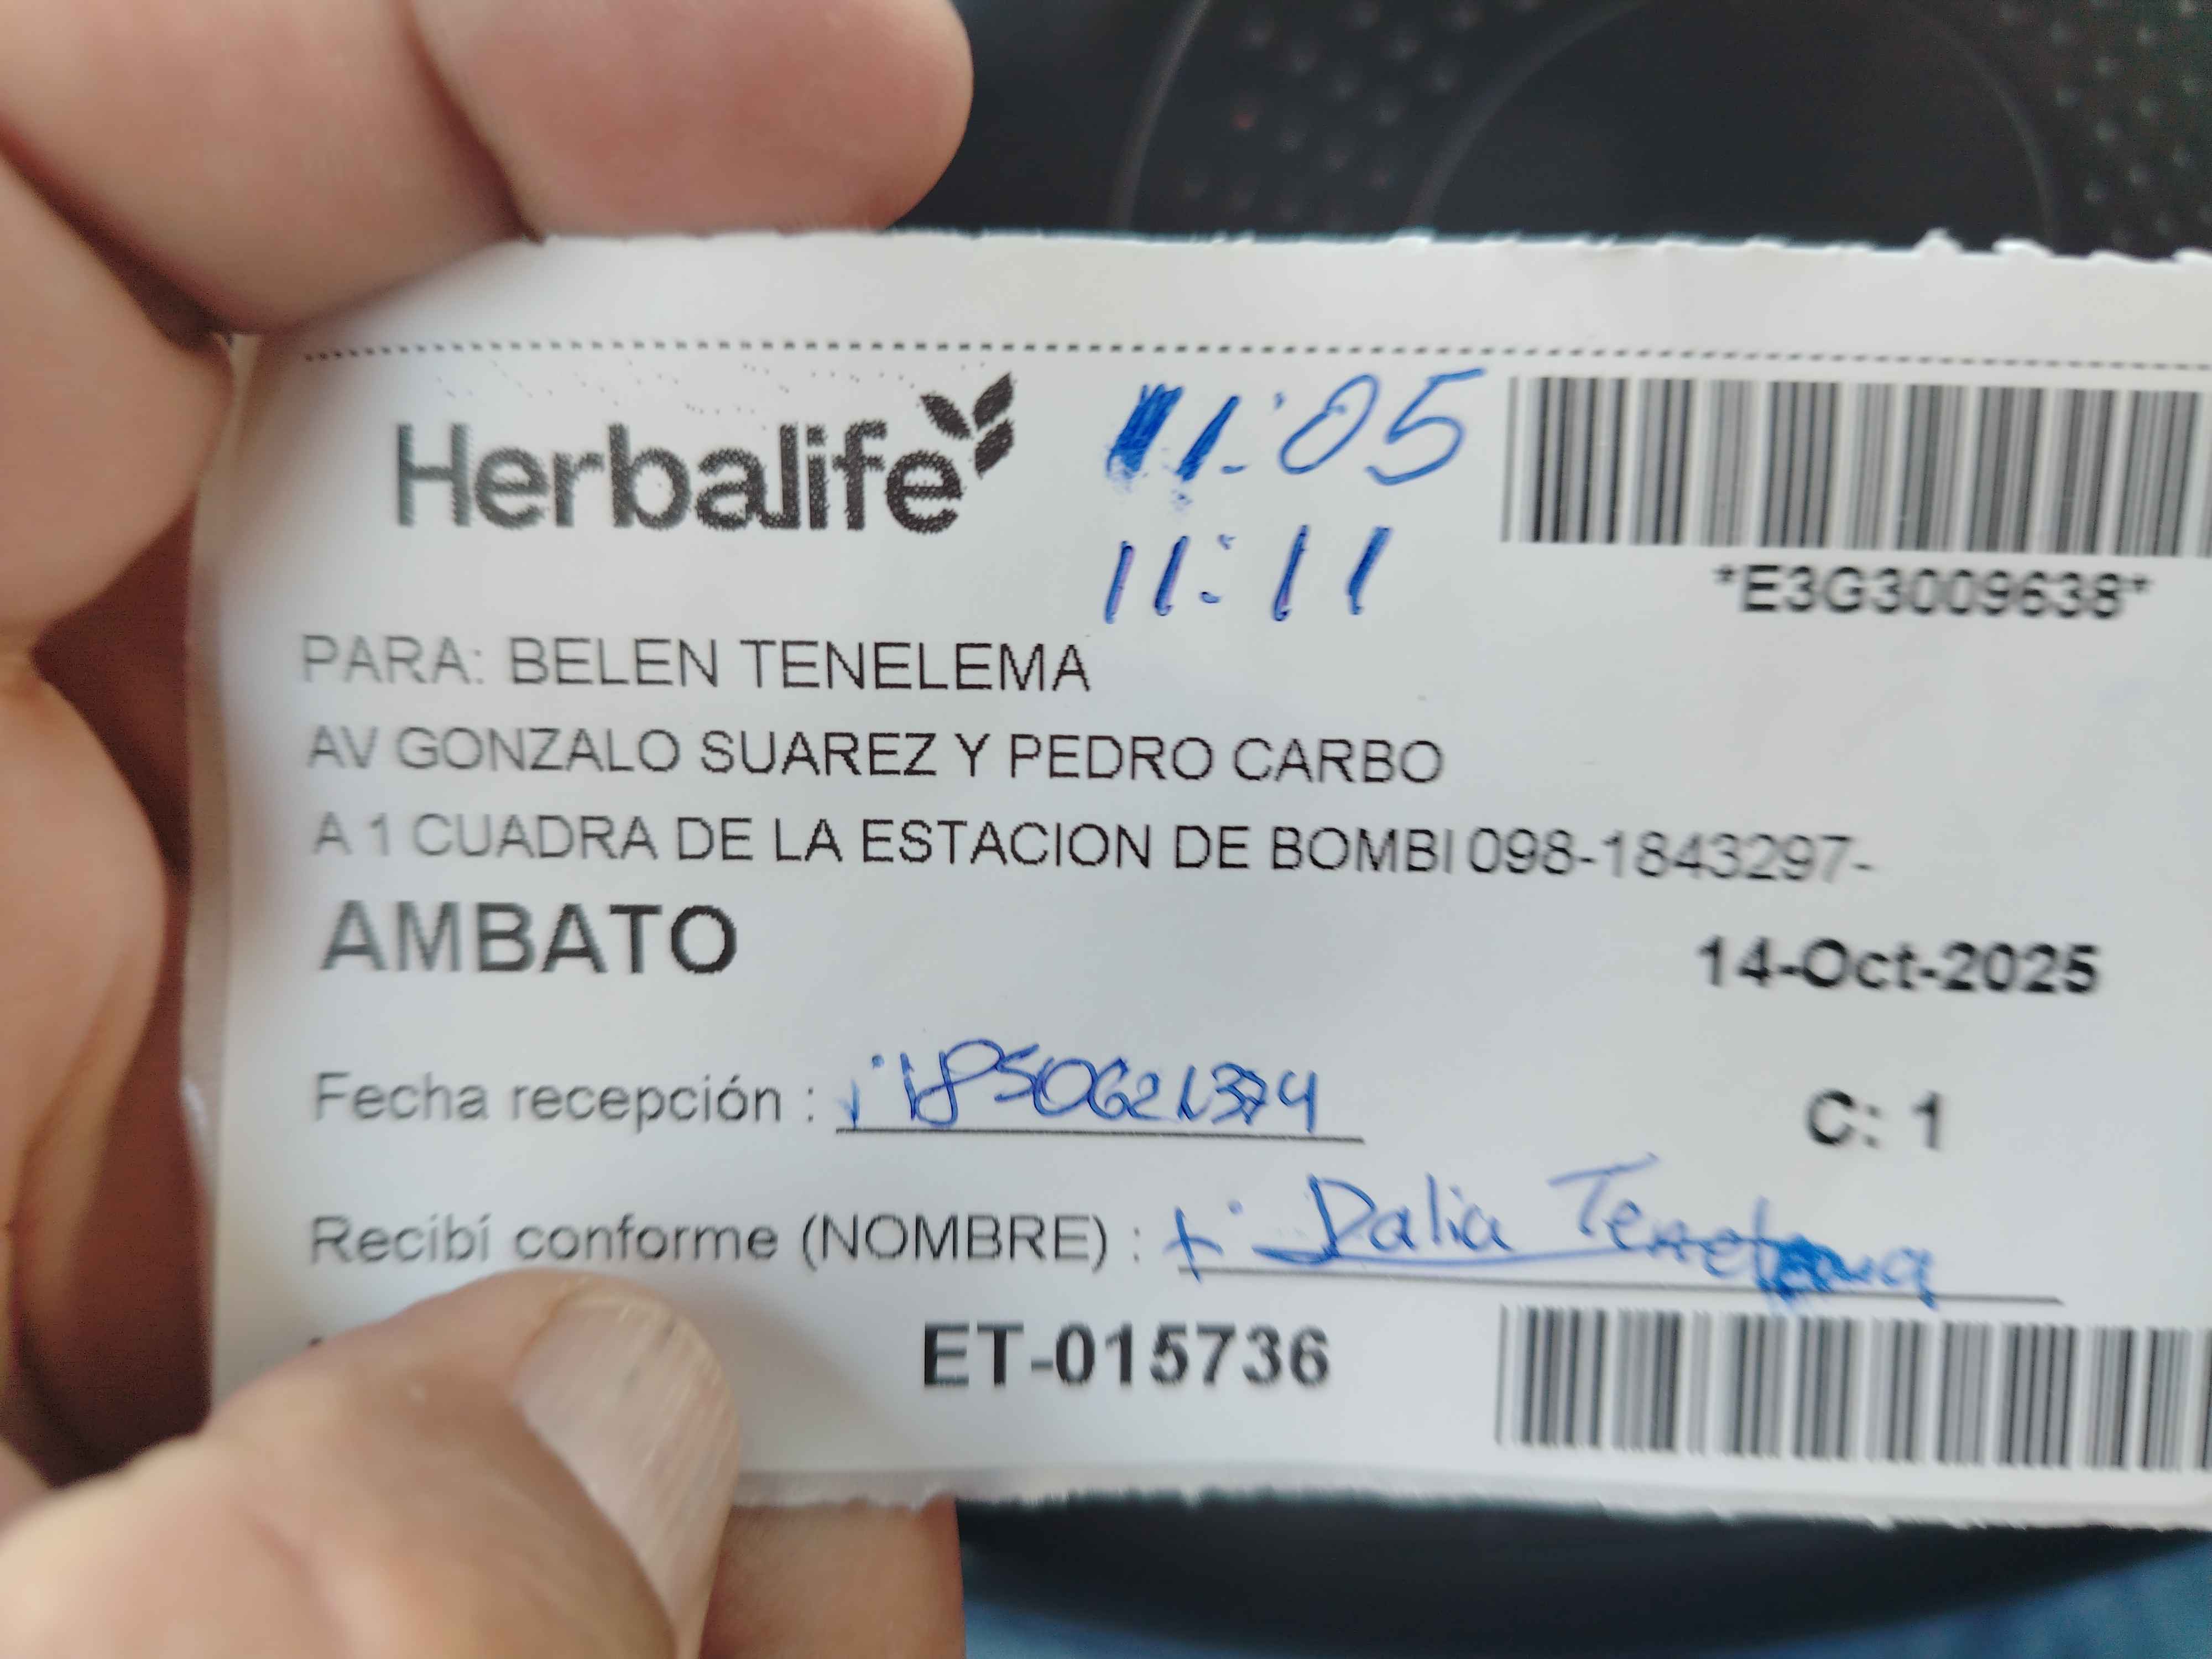 Herbalife
11:05
11:11
*E3G3009638*
PARA: BELEN TENELEMA
AV GONZALO SUAREZ Y PEDRO CARBO
A 1 CUADRA DE LA ESTACION DE BOMBI 098-1843297-
AMBATO
14-Oct-2025
Fecha recepción :
C: 1
Recibí conforme (NOMBRE) : Dalia Tenelema
ET-015736